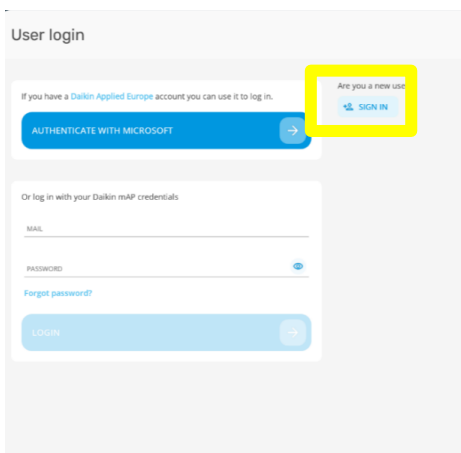 User login
If you have a Daikin Applied Europe account you can use it to log in.
AUTHENTICATE WITH MICROSOFT
Are you a new use
SIGN IN
Or log in with your Daikin mAP credentials
MAIL
PASSWORD
Forgot password?
LOGIN